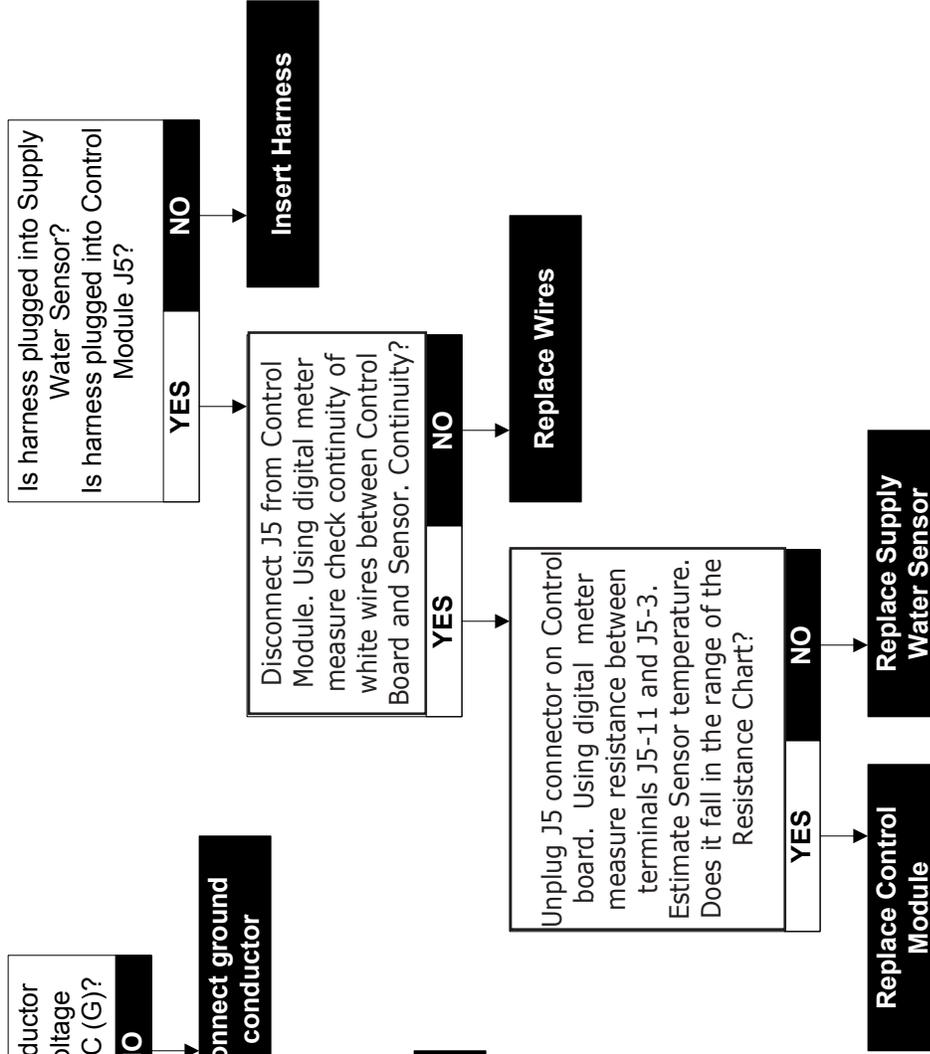 Is harness plugged into Supply
Water Sensor?
Is harness plugged into Control
Module J5?
YES
NO
Insert Harness
Disconnect J5 from Control
Module. Using digital meter
measure check continuity of
white wires between Control
Board and Sensor. Continuity?
YES
NO
Replace Wires
Unplug J5 connector on Control
board. Using digital meter
measure resistance between
terminals J5-11 and J5-3.
Estimate Sensor temperature.
Does it fall in the range of the
Resistance Chart?
YES
NO
Replace Control
Module
Replace Supply
Water Sensor
C (G)?
ground
conductor